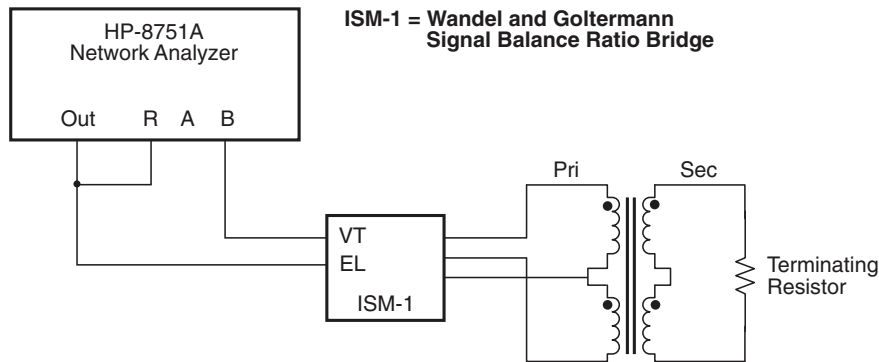 ISM-1 = Wandel and Goltermann
Signal Balance Ratio Bridge
HP-8751A
Network Analyzer
Out R A B
Pri Sec
VT
EL
ISM-1
Terminating
Resistor